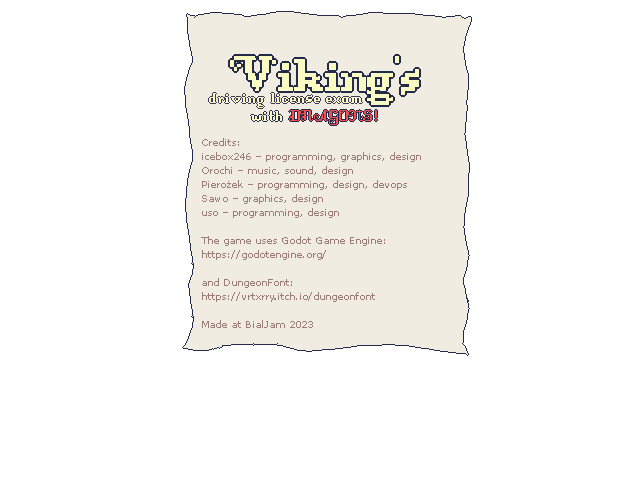 Viking's
driving license exam
with DRAGONS!
Credits:
icebox246 – programming, graphics, design
Orochi – music, sound, design
Pierożek – programming, design, devops
Sawo – graphics, design
uso – programming, design
The game uses Godot Game Engine:
https://godotengine.org/
and DungeonFont:
https://vrtxrry.itch.io/dungeonfont
Made at BialJam 2023